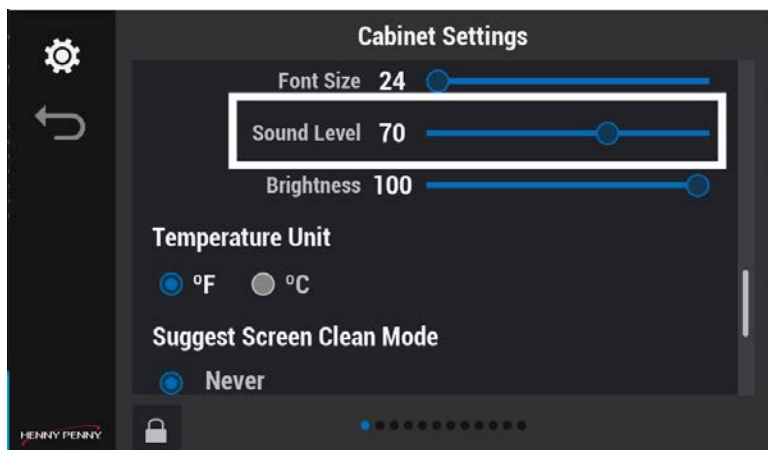 Cabinet Settings
Font Size 24
Sound Level 70
Brightness 100
Temperature Unit
ºF ºC
Suggest Screen Clean Mode
Never
HENNY PENNY